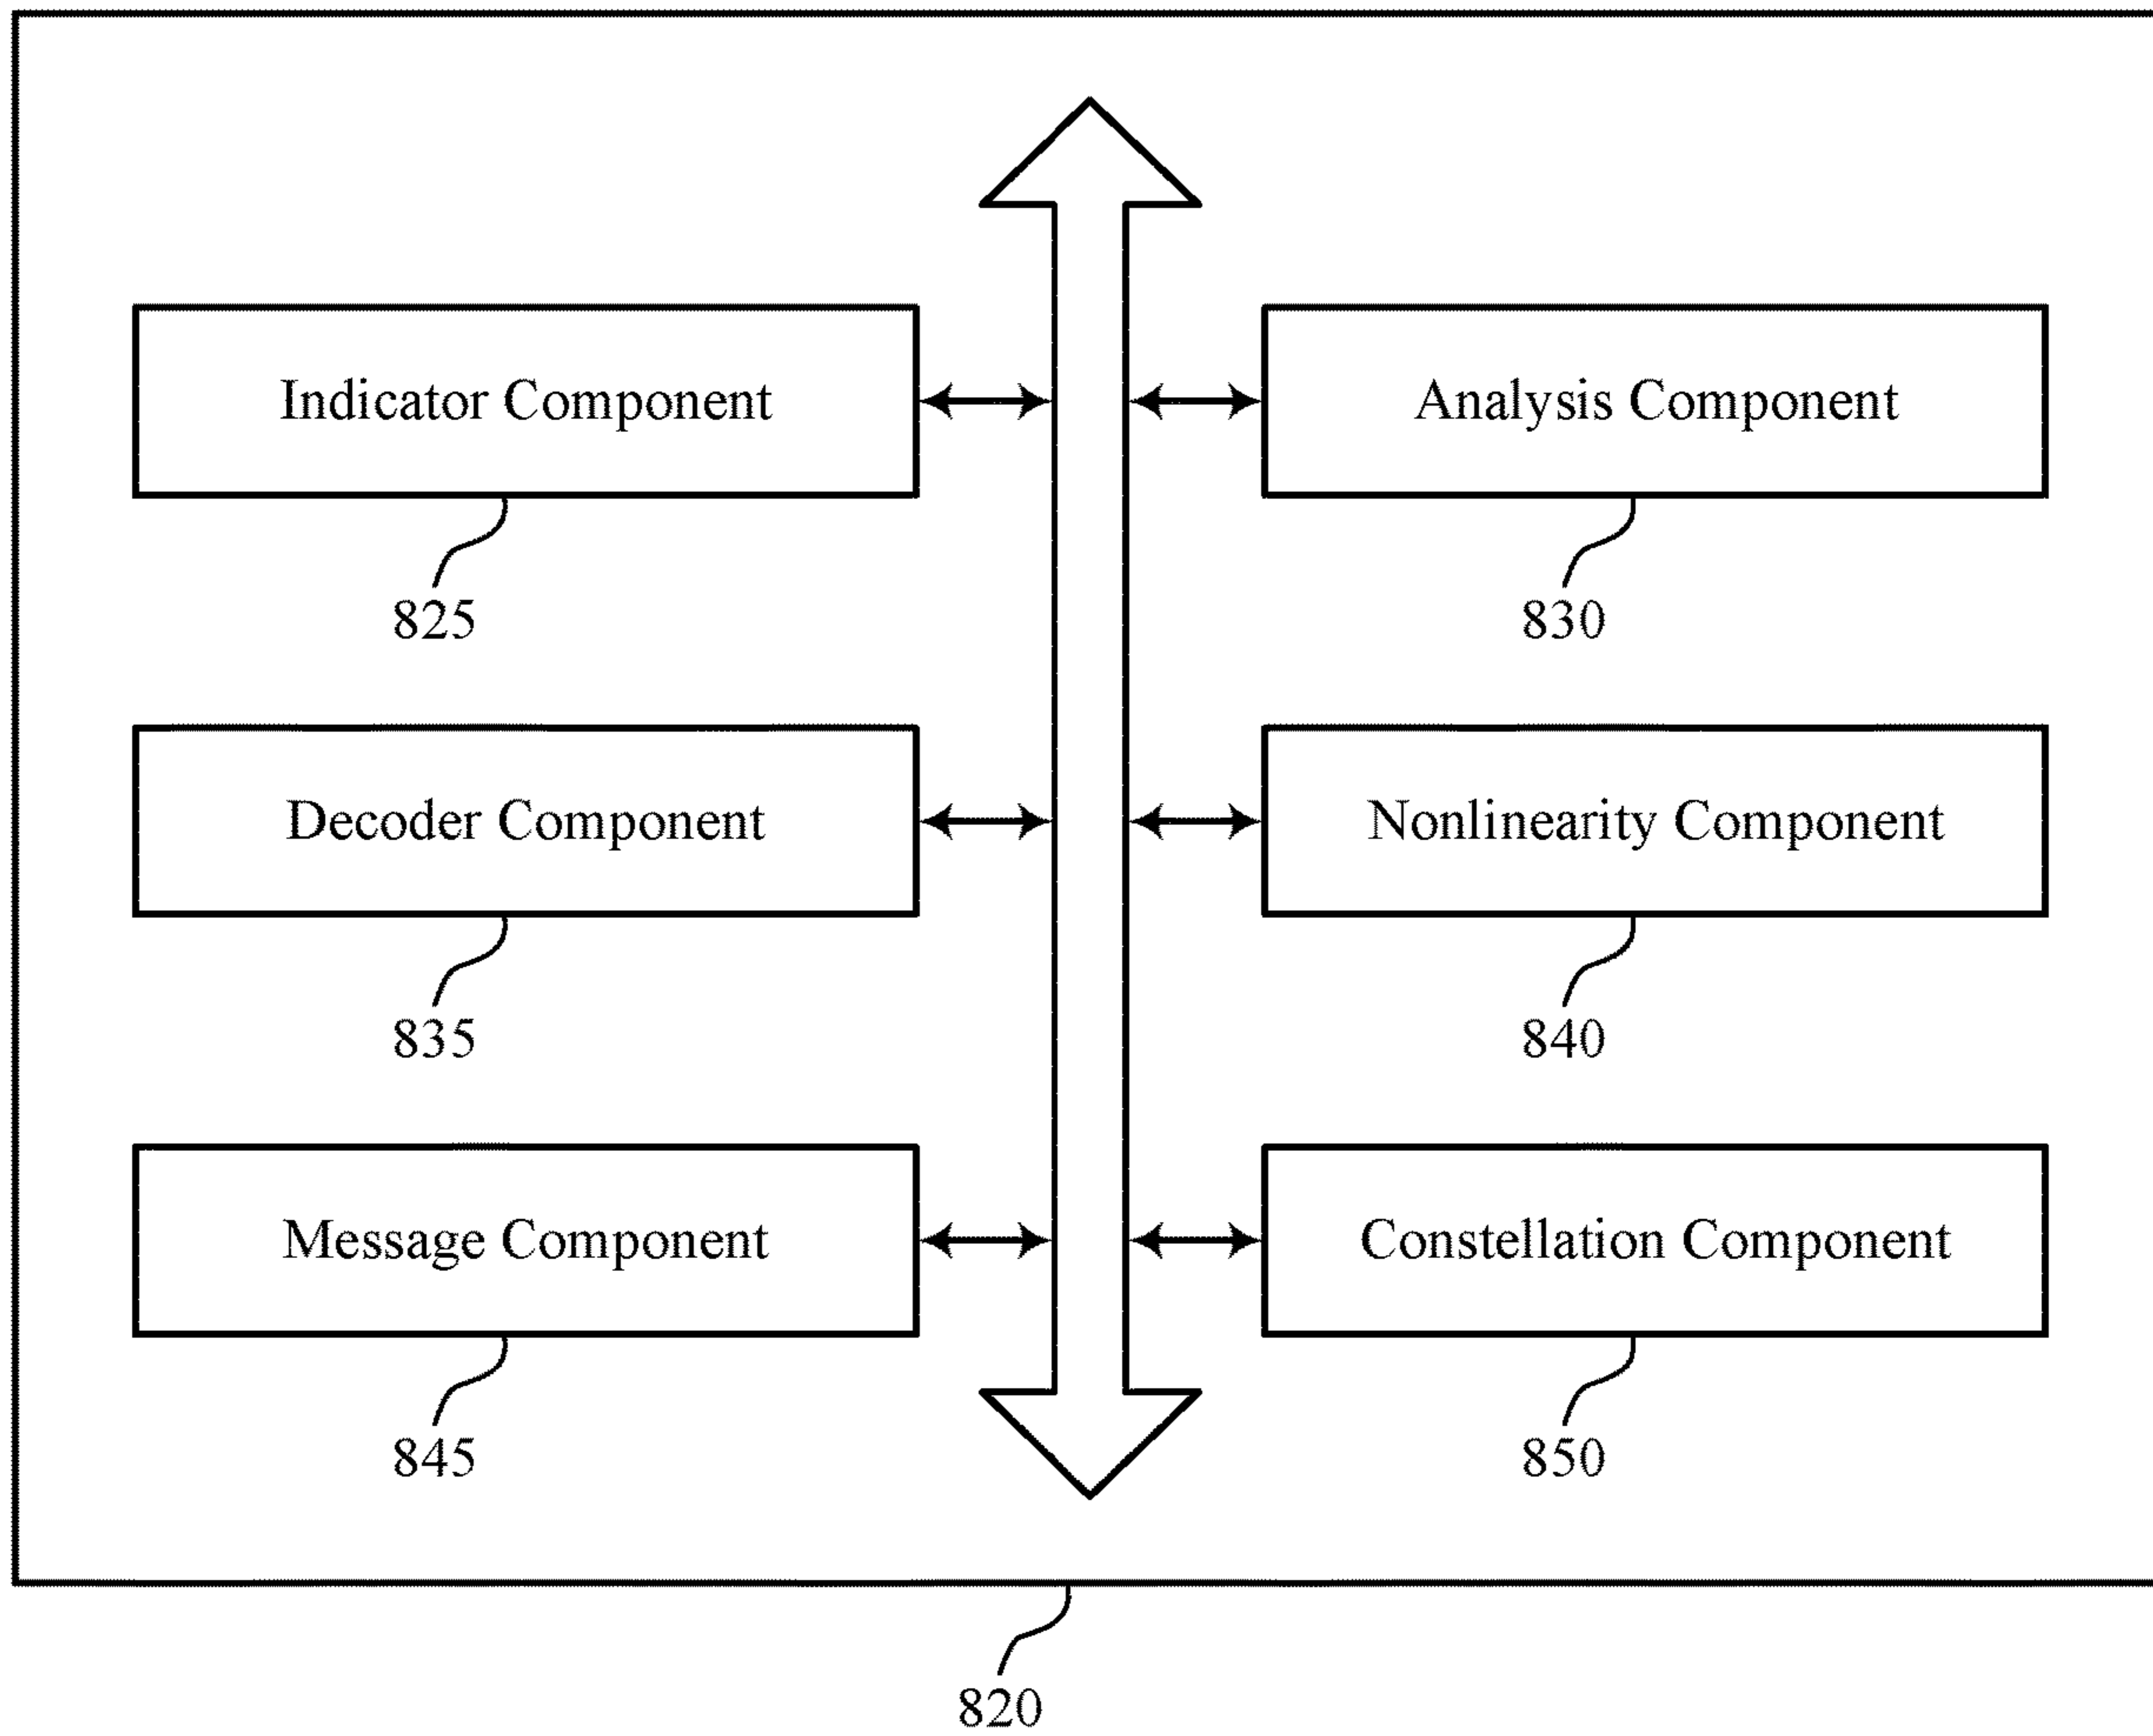 Indicator Component
Analysis Component
825
830
Decoder Component
Nonlinearity Component
835
840
Message Component
Constellation Component
845
850
820